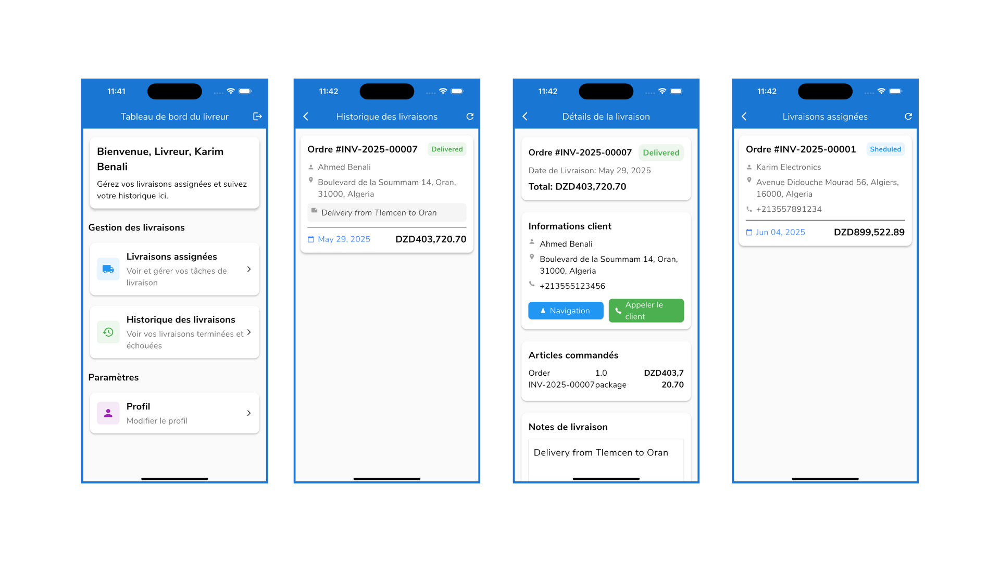 11:41
Tableau de bord du livreur
Bienvenue, Livreur, Karim
Benali
Gérez vos livraisons assignées et suivez
votre historique ici.
Gestion des livraisons
Livraisons assignées
Voir et gérer vos tâches de
livraison
Historique des livraisons
Voir vos livraisons terminées et
échouées
Paramètres
Profil
Modifier le profil
11:42
Historique des livraisons
Ordre #INV-2025-00007 Delivered
Ahmed Benali
Boulevard de la Soummam 14, Oran,
31000, Algeria
Delivery from Tlemcen to Oran
May 29, 2025 DZD403,720.70
11:42
Détails de la livraison
Ordre #INV-2025-00007 Delivered
Date de Livraison: May 29, 2025
Total: DZD403,720.70
Informations client
Ahmed Benali
Boulevard de la Soummam 14, Oran,
31000, Algeria
+213555123456
Navigation
Appeler le
client
Articles commandés
Order 1.0 DZD403,7
INV-2025-00007package 20.70
Notes de livraison
Delivery from Tlemcen to Oran
11:42
Livraisons assignées
Ordre #INV-2025-00001 Sheduled
Karim Electronics
Avenue Didouche Mourad 56, Algiers,
16000, Algeria
+213557891234
Jun 04, 2025 DZD899,522.89